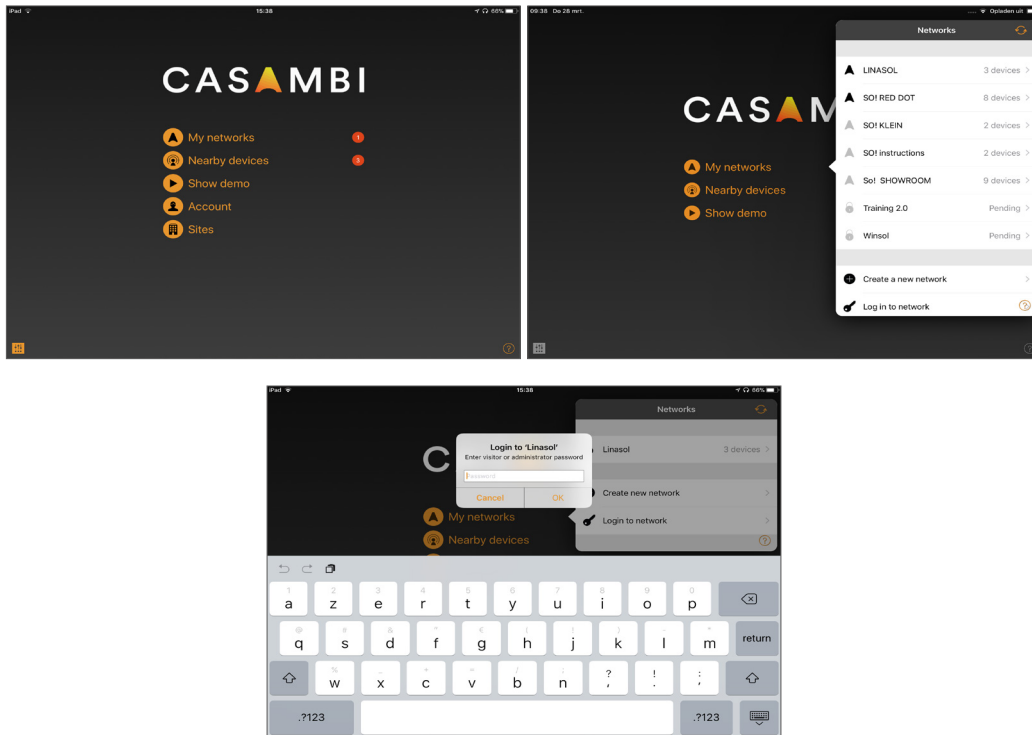 iPad 15:38 66%
CASAMBI
My networks 1
Nearby devices 5
Show demo
Account
Sites
?
09:38 Do 28 mrt. Opladen uit
Networks
LINASOL 3 devices >
SO! RED DOT 8 devices >
SO! KLEIN 2 devices >
SO! instructions 2 devices >
So! SHOWROOM 9 devices >
Training 2.0 Pending >
Winsol Pending >
Create a new network >
Log in to network ?
CASAM
My networks
Nearby devices
Show demo
?
iPad 15:38 66%
Networks
Linasol 3 devices >
Create new network >
Login to network >
?
C
Login to 'Linasol'
Enter visitor or administrator password
Password
Cancel OK
My networks
Nearby devices
1 2 3 4 5 6 7 8 9 0
a z e r t y u i o p
@ # & " € ( ! ) - *
q s d f g h j k l m return
% - + = / ;
w x c v b n ? , ! . : ;
.?123 .?123